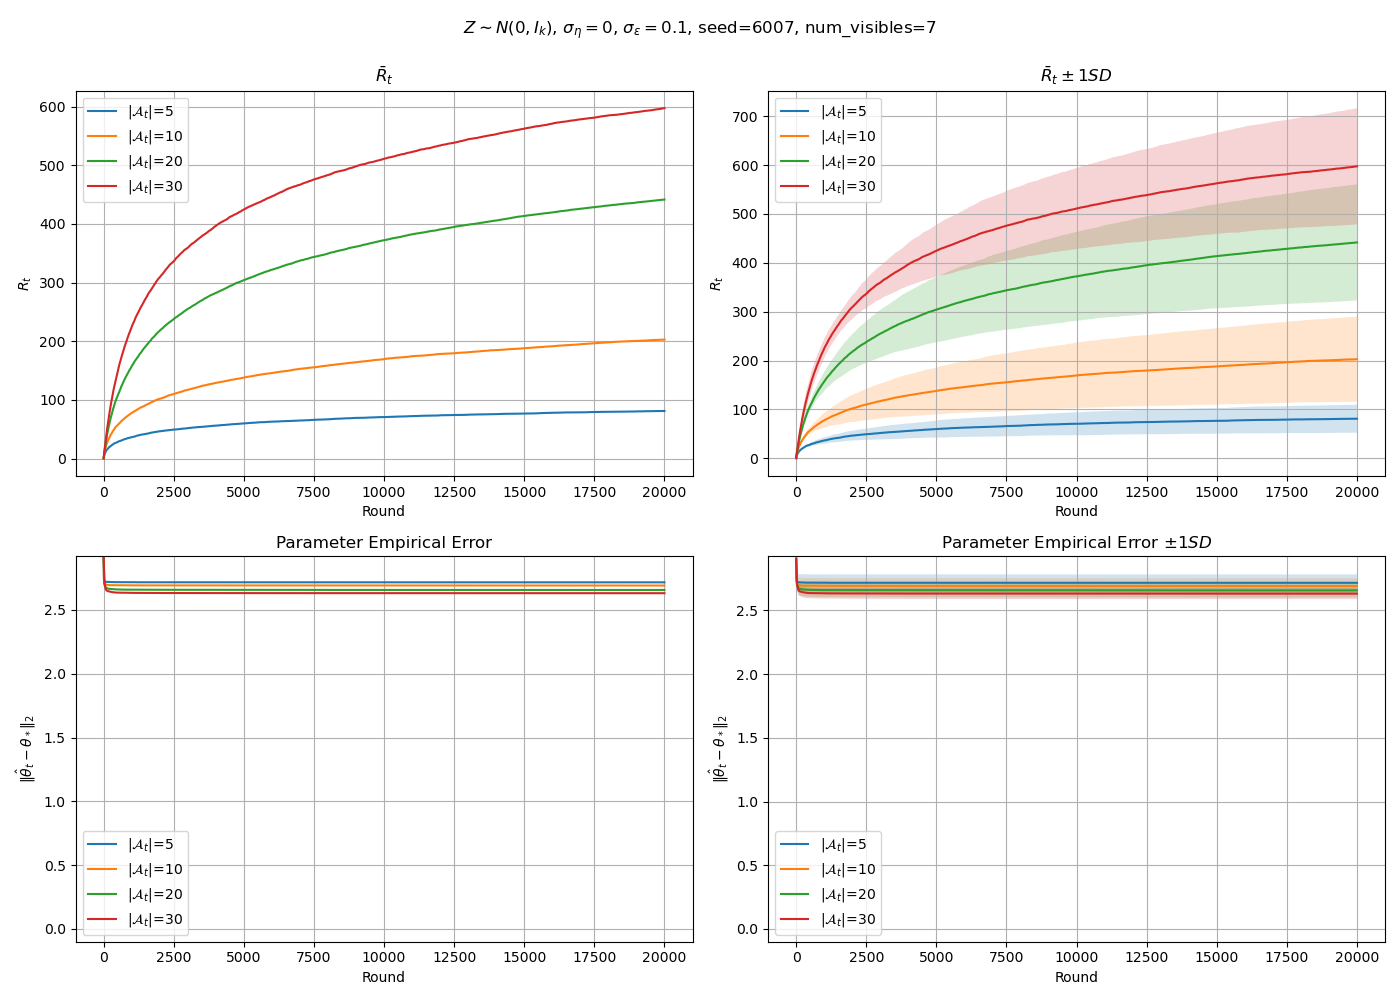 Z ∼ N(0, I_k), σ_η = 0, σ_ε = 0.1, seed=6007, num_visibles=7
R̄_t
R_t
600
500
400
300
200
100
0
|𝒜_t|=5
|𝒜_t|=10
|𝒜_t|=20
|𝒜_t|=30
0 2500 5000 7500 10000 12500 15000 17500 20000
Round
R̄_t ± 1SD
R_t
700
600
500
400
300
200
100
0
|𝒜_t|=5
|𝒜_t|=10
|𝒜_t|=20
|𝒜_t|=30
0 2500 5000 7500 10000 12500 15000 17500 20000
Round
Parameter Empirical Error
‖θ̂_t − θ_*‖₂
2.5
2.0
1.5
1.0
0.5
0.0
|𝒜_t|=5
|𝒜_t|=10
|𝒜_t|=20
|𝒜_t|=30
0 2500 5000 7500 10000 12500 15000 17500 20000
Round
Parameter Empirical Error ±1SD
‖θ̂_t − θ_*‖₂
2.5
2.0
1.5
1.0
0.5
0.0
|𝒜_t|=5
|𝒜_t|=10
|𝒜_t|=20
|𝒜_t|=30
0 2500 5000 7500 10000 12500 15000 17500 20000
Round